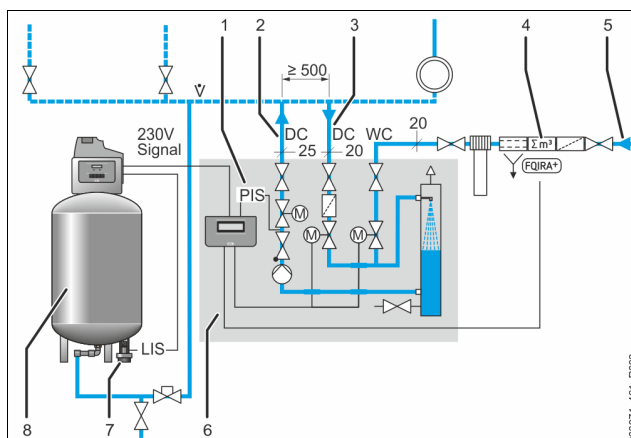 1 2 3 4 5
≥ 500
V̇
230V
Signal
DC
25
DC
20
WC
20
Σ m³
FQIRA+
PIS
M
M
M
LIS
8 7 6